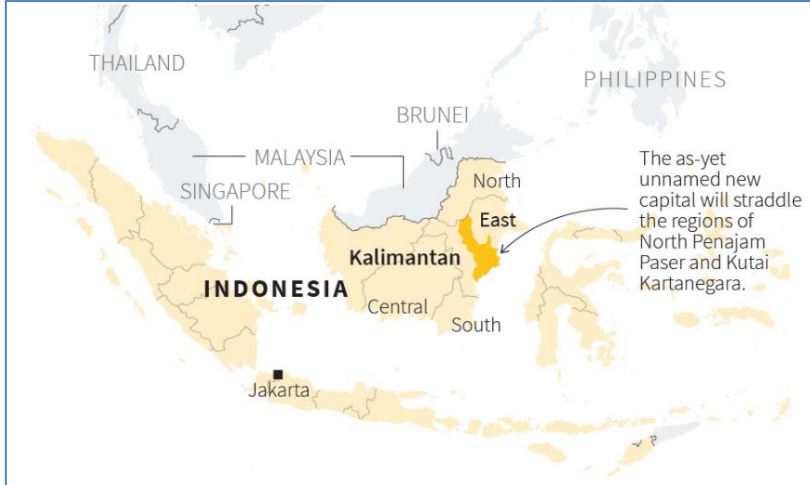 THAILAND
PHILIPPINES
BRUNEI
MALAYSIA
SINGAPORE
North
East
Kalimantan
INDONESIA
Central
South
Jakarta
The as-yet
unnamed new
capital will straddle
the regions of
North Penajam
Paser and Kutai
Kartanegara.